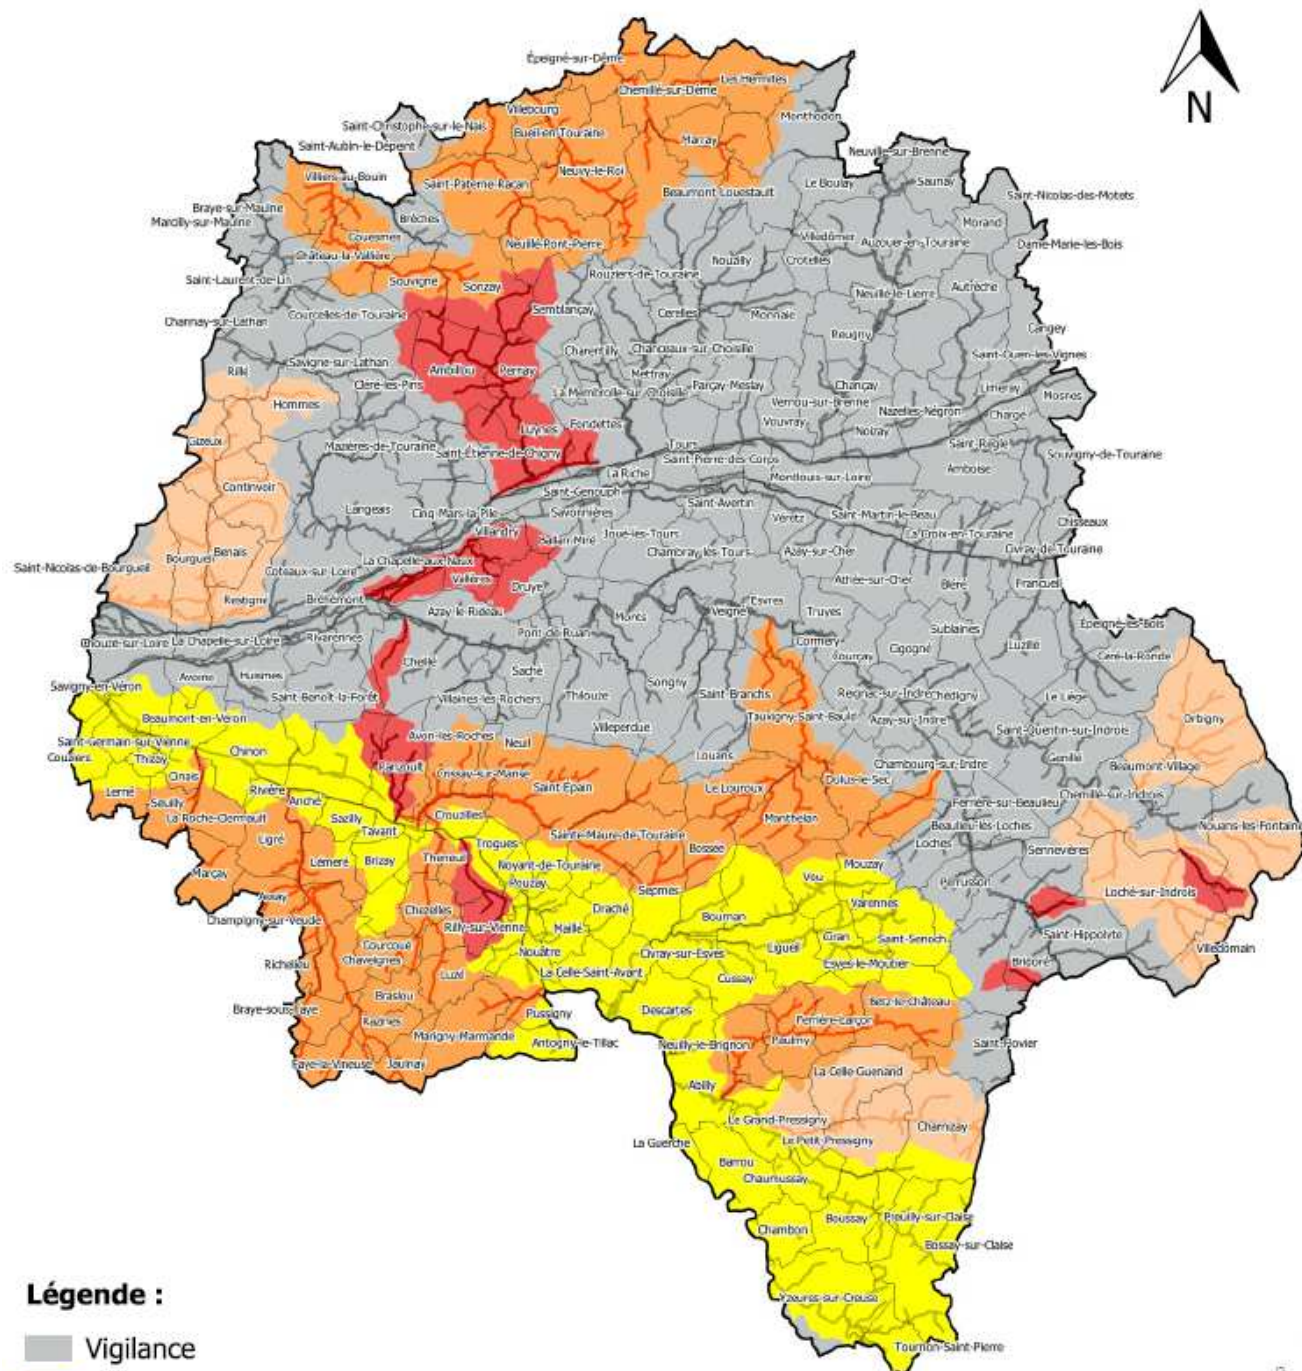 N
Épeigné-sur-Dême
Les Hermites
Chemillé-sur-Dême
Villebourg
Monthodon
Saint-Christophe-sur-le-Nais
Bueil-en-Touraine
Marray
Saint-Aubin-le-Dépent
Neuville-sur-Brenne
Villiers-au-Bouin
Neuvy-le-Roi
Saint-Paterne-Racan
Beaumont Louestault
Le Boulay
Saunay
Saint-Nicolas-des-Motets
Braye-sur-Maulne
Marcilly-sur-Maulne
Brèches
Morand
Couesmes
Villedômer
Auzouer-en-Touraine
Dame-Marie-les-Bois
Neuillé-Pont-Pierre
Château-la-Vallière
Nouzilly
Crotelles
Rouziers-de-Touraine
Saint-Laurent-de-Lin
Souvigné
Sonzay
Autrèche
Neuville-le-Lierre
Semblançay
Cerelles
Monnaie
Courcelles-de-Touraine
Channay-sur-Lathan
Cangey
Reugny
Charentilly
Chanceaux-sur-Choisille
Saint-Ouen-les-Vignes
Savigné-sur-Lathan
Rillé
Ambillou
Pernay
Mettray
Cléré-les-Pins
Parçay-Meslay
Chançay
Limeray
La Membrolle-sur-Choisille
Mosnes
Hommes
Vernou-sur-Brenne
Nazelles-Négron
Chargé
Luynes
Fondettes
Vouvray
Noizay
Gizeux
Mazières-de-Touraine
Saint-Étienne-de-Chigny
Tours
Saint-Règle
Saint-Pierre-des-Corps
Souvigny-de-Touraine
La Riche
Montlouis-sur-Loire
Amboise
Continvoir
Saint-Genouph
Langeais
Cinq-Mars-la-Pile
Savonnières
Saint-Avertin
Véretz
Saint-Martin-le-Beau
Chisseaux
Villandry
Ballan-Miré
Joué-les-Tours
La Croix-en-Touraine
Benais
Bourgueil
Chambray-lès-Tours
Azay-sur-Cher
Civray-de-Touraine
Saint-Nicolas-de-Bourgueil
La Chapelle-aux-Naux
Coteaux-sur-Loire
Vallères
Druye
Athée-sur-Cher
Bléré
Francueil
Restigné
Bréhémont
Azay-le-Rideau
Monts
Veigné
Esvres
Truyes
Épeigné-les-Bois
Chouzé-sur-Loire
La Chapelle-sur-Loire
Rivarennes
Pont-de-Ruan
Cormery
Sublaines
Luzillé
Cheillé
Courçay
Cigogné
Céré-la-Ronde
Avoine
Huismes
Saché
Savigny-en-Véron
Saint-Benoît-la-Forêt
Villaines-les-Rochers
Thilouze
Sorigny
Saint-Branchs
Reignac-sur-Indre
Chédigny
Le Liège
Beaumont-en-Véron
Tauxigny-Saint-Bauld
Azay-sur-Indre
Orbigny
Villeperdue
Saint-Quentin-sur-Indrois
Saint-Germain-sur-Vienne
Chinon
Avon-les-Roches
Neuil
Couziers
Thizay
Louans
Genillé
Cinais
Panzoult
Crissay-sur-Manse
Chambourg-sur-Indre
Beaumont-Village
Lerné
Seuilly
Rivière
Anché
Saint-Épain
Le Louroux
Dolus-le-Sec
Chemillé-sur-Indrois
Ferrière-sur-Beaulieu
La Roche-Clermault
Sazilly
Crouzilles
Monthelan
Beaulieu-lès-Loches
Nouans-les-Fontaine
Ligré
Tavant
Sainte-Maure-de-Touraine
Loches
Sennevières
Trogues
Bossée
Lémeré
Brizay
Theneuil
Noyant-de-Touraine
Mouzay
Marçay
Pouzay
Sepmes
Vou
Perrusson
Loché-sur-Indrois
Assay
Varennes
Champigny-sur-Veude
Chezelles
Draché
Bournan
Rilly-sur-Vienne
Maillé
Saint-Hippolyte
Courcoué
Ligueil
Ciran
Saint-Senoch
Villedômain
Richelieu
Chaveignes
Nouâtre
Civray-sur-Esves
Esves-le-Moutier
Bridoré
Luzé
La Celle-Saint-Avant
Cussay
Braslou
Betz-le-Château
Braye-sous-Faye
Descartes
Pussigny
Razines
Ferrière-Larçon
Marigny-Marmande
Antogny-le-Tillac
Neuilly-le-Brignon
Paulmy
Saint-Flovier
Faye-la-Vineuse
Jaulnay
La Celle-Guenand
Abilly
Le Grand-Pressigny
Charnizay
La Guerche
Le Petit-Pressigny
Barrou
Chaumussay
Boussay
Preuilly-sur-Claise
Chambon
Bossay-sur-Claise
Yzeures-sur-Creuse
Tournon-Saint-Pierre
Légende :
Vigilance